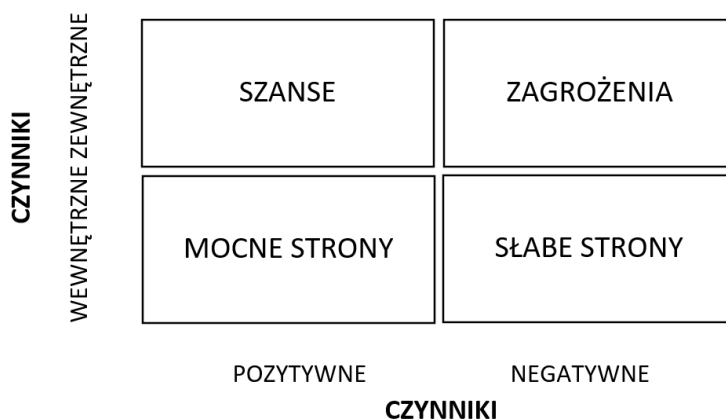 CZYNNIKI
WEWNĘTRZNE ZEWNĘTRZNE
SZANSE
ZAGROŻENIA
MOCNE STRONY
SŁABE STRONY
POZYTYWNE
NEGATYWNE
CZYNNIKI